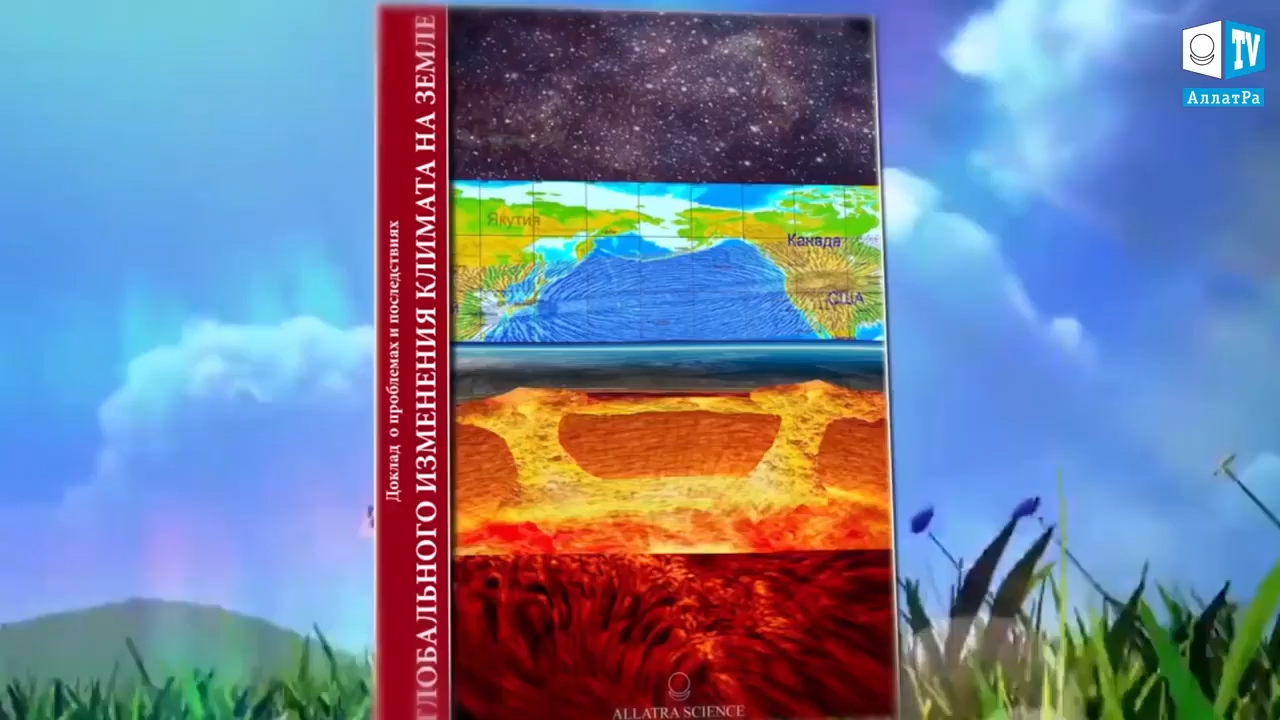 Доклад о проблемах и последствиях
ГЛОБАЛЬНОГО ИЗМЕНЕНИЯ КЛИМАТА НА ЗЕМЛЕ
Якутия
Канада
США
ALLATRA SCIENCE
TV
АллатРа